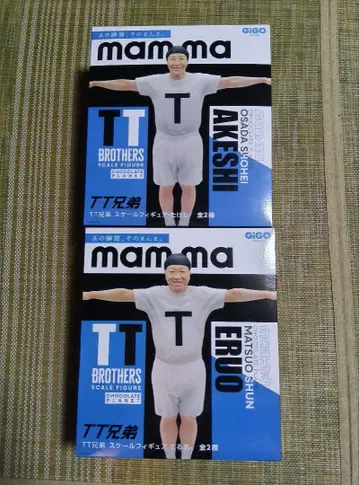 あの瞬間、そのまんま。
GiGO
mamma
T
TT
BROTHERS
SCALE FIGURE
CHOCOLATE
PLANET
OSADA SHOHEI
AKESHI
TT兄弟
TT兄弟 スケールフィギュア たけし 全2種
あの瞬間、そのまんま。
GiGO
mamma
T
TT
BROTHERS
SCALE FIGURE
CHOCOLATE
PLANET
MATSUO SHUN
ERUO
TT兄弟
TT兄弟 スケールフィギュア てるお 全2種